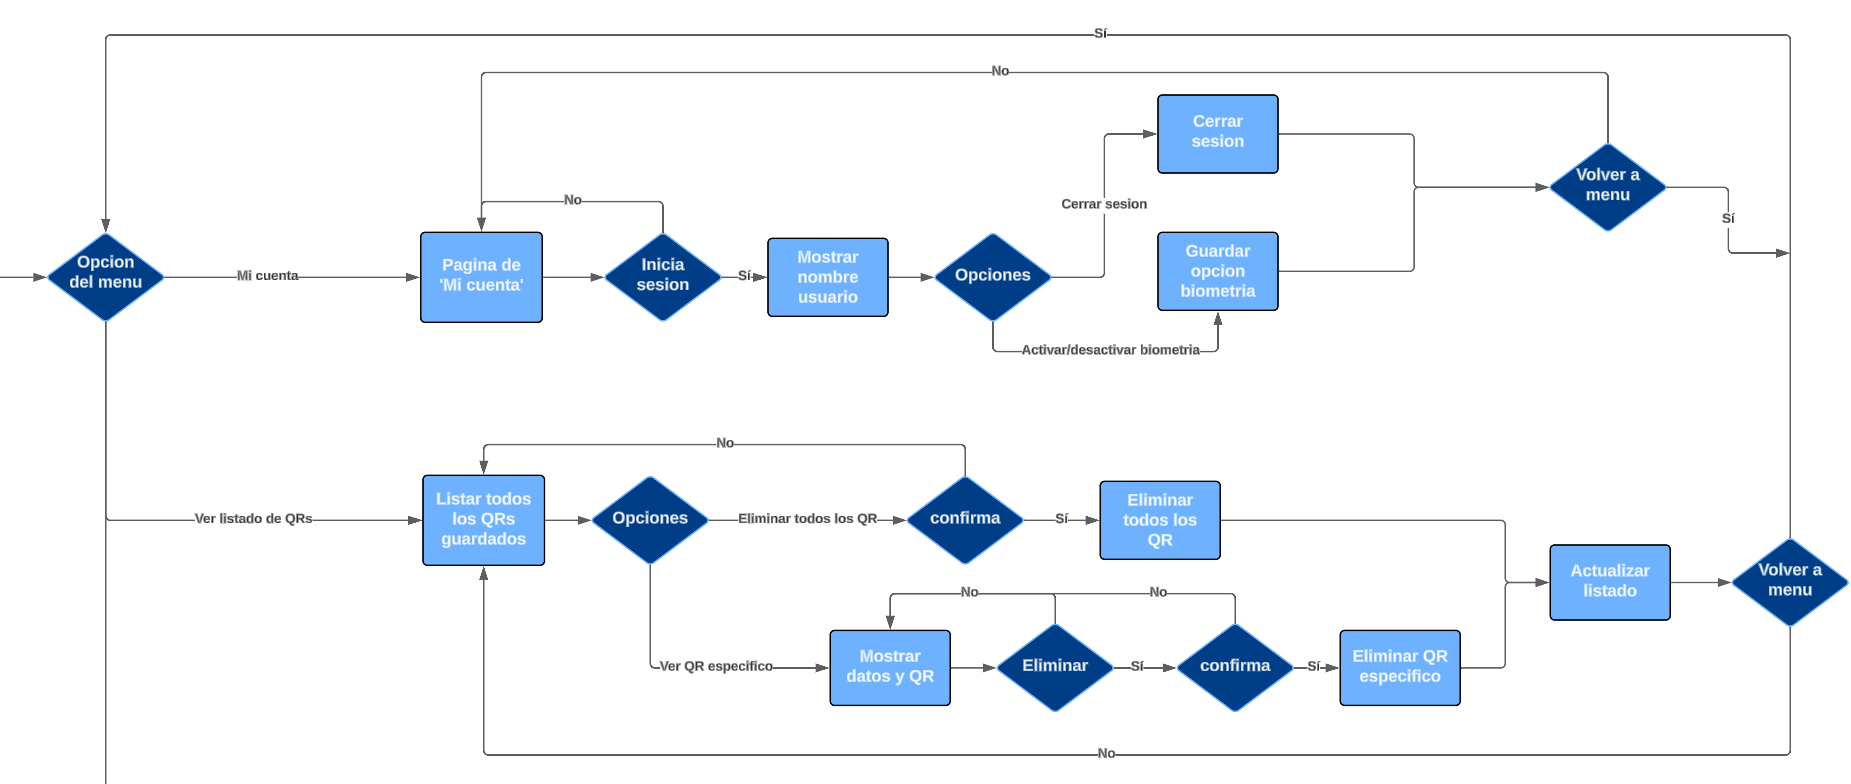 Sí
No
Cerrar
sesion
Volver a
menu
No
Cerrar sesion
Sí
Opcion
del menu
Mi cuenta
Pagina de
'Mi cuenta'
Inicia
sesion
Sí
Mostrar
nombre
usuario
Opciones
Guardar
opcion
biometria
Activar/desactivar biometria
No
Ver listado de QRs
Listar todos
los QRs
guardados
Opciones
Eliminar todos los QR
confirma
Sí
Eliminar
todos los
QR
Actualizar
listado
Volver a
menu
No
No
Ver QR especifico
Mostrar
datos y QR
Eliminar
Sí
confirma
Sí
Eliminar QR
especifico
No